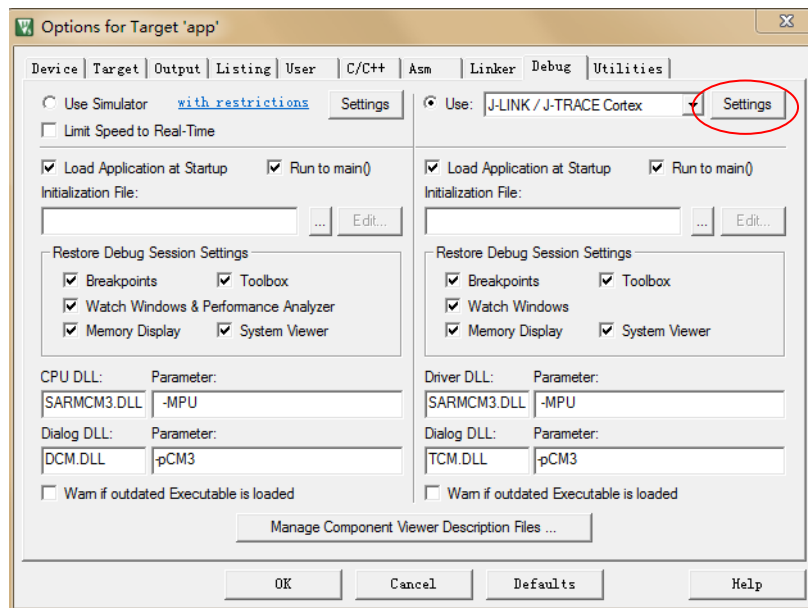 Options for Target 'app'
Device Target Output Listing User C/C++ Asm Linker Debug Utilities
Use Simulator with restrictions Settings
Limit Speed to Real-Time
Use: J-LINK / J-TRACE Cortex Settings
Load Application at Startup Run to main()
Initialization File:
... Edit...
Restore Debug Session Settings
Breakpoints Toolbox
Watch Windows & Performance Analyzer
Memory Display System Viewer
CPU DLL: Parameter:
SARMCM3.DLL -MPU
Dialog DLL: Parameter:
DCM.DLL -pCM3
Warn if outdated Executable is loaded
Load Application at Startup Run to main()
Initialization File:
... Edit...
Restore Debug Session Settings
Breakpoints Toolbox
Watch Windows
Memory Display System Viewer
Driver DLL: Parameter:
SARMCM3.DLL -MPU
Dialog DLL: Parameter:
TCM.DLL -pCM3
Warn if outdated Executable is loaded
Manage Component Viewer Description Files ...
OK Cancel Defaults Help